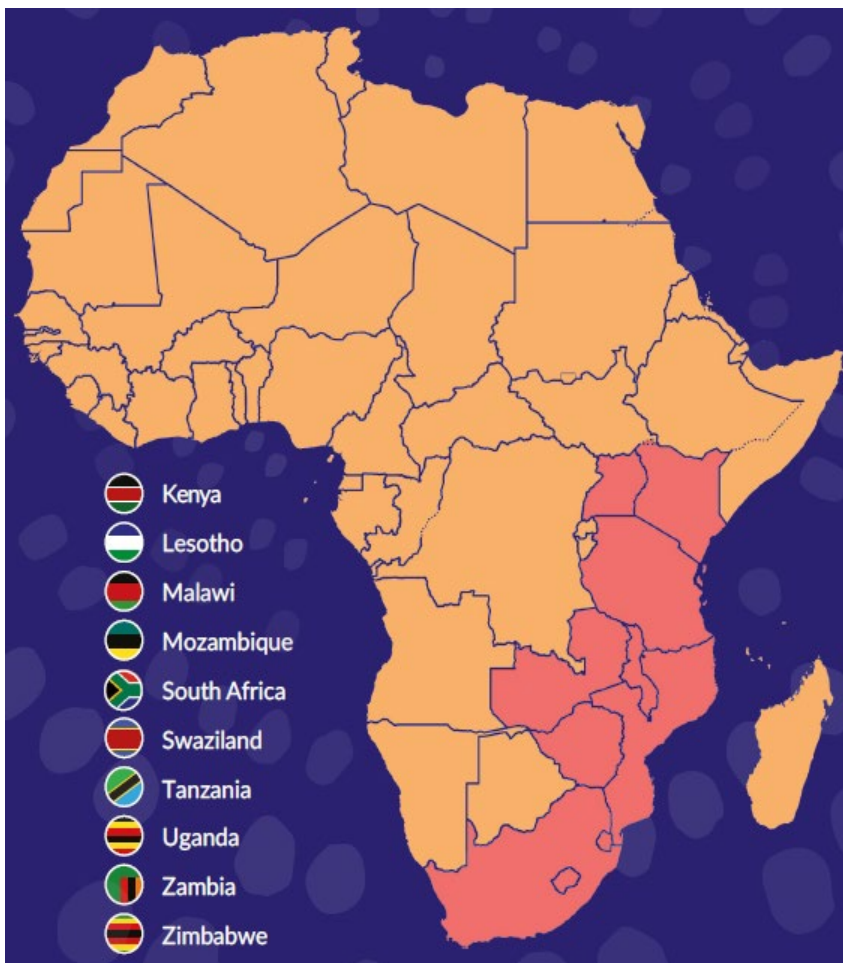 Kenya
Lesotho
Malawi
Mozambique
South Africa
Swaziland
Tanzania
Uganda
Zambia
Zimbabwe